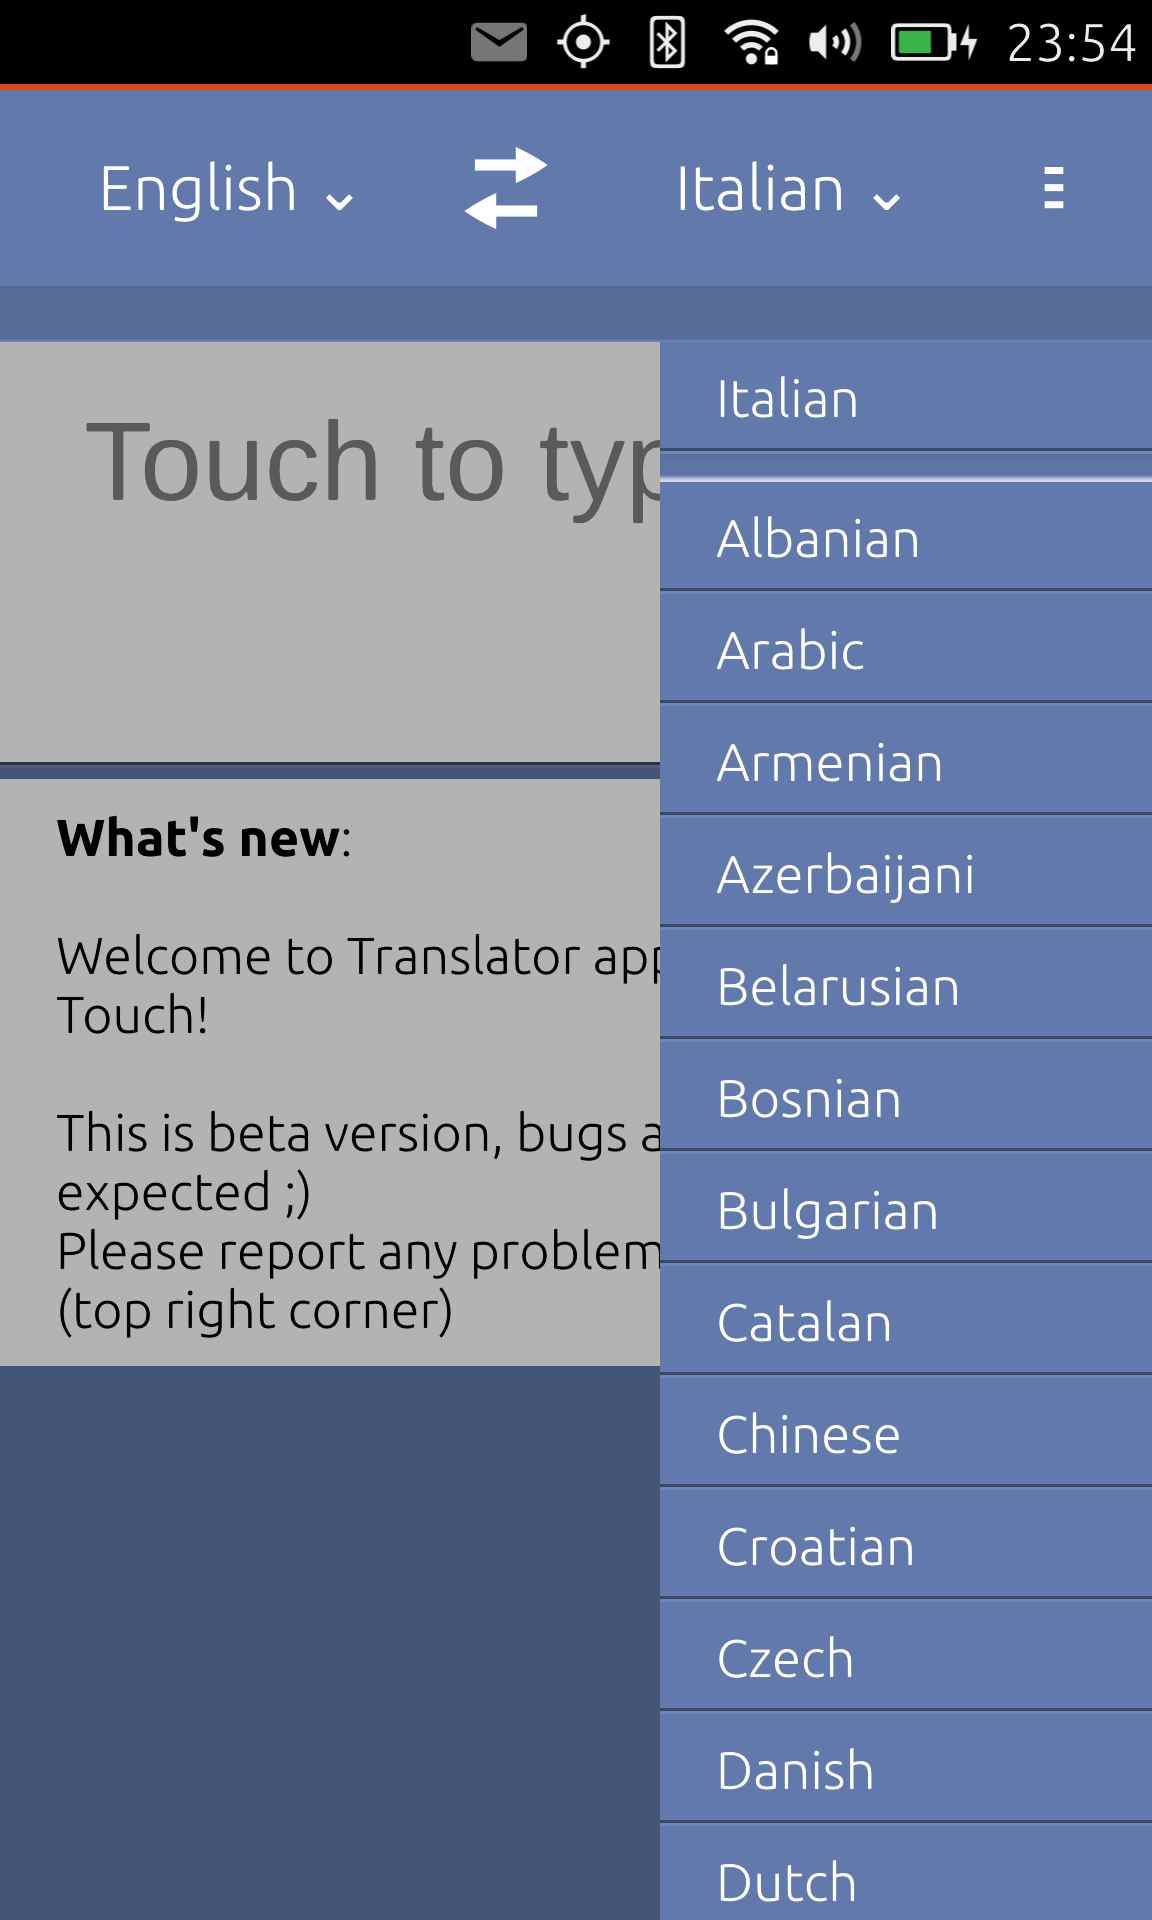 23:54
English
Italian
Touch to typ
What's new:
Welcome to Translator app
Touch!
This is beta version, bugs a
expected ;)
Please report any problem
(top right corner)
Italian
Albanian
Arabic
Armenian
Azerbaijani
Belarusian
Bosnian
Bulgarian
Catalan
Chinese
Croatian
Czech
Danish
Dutch